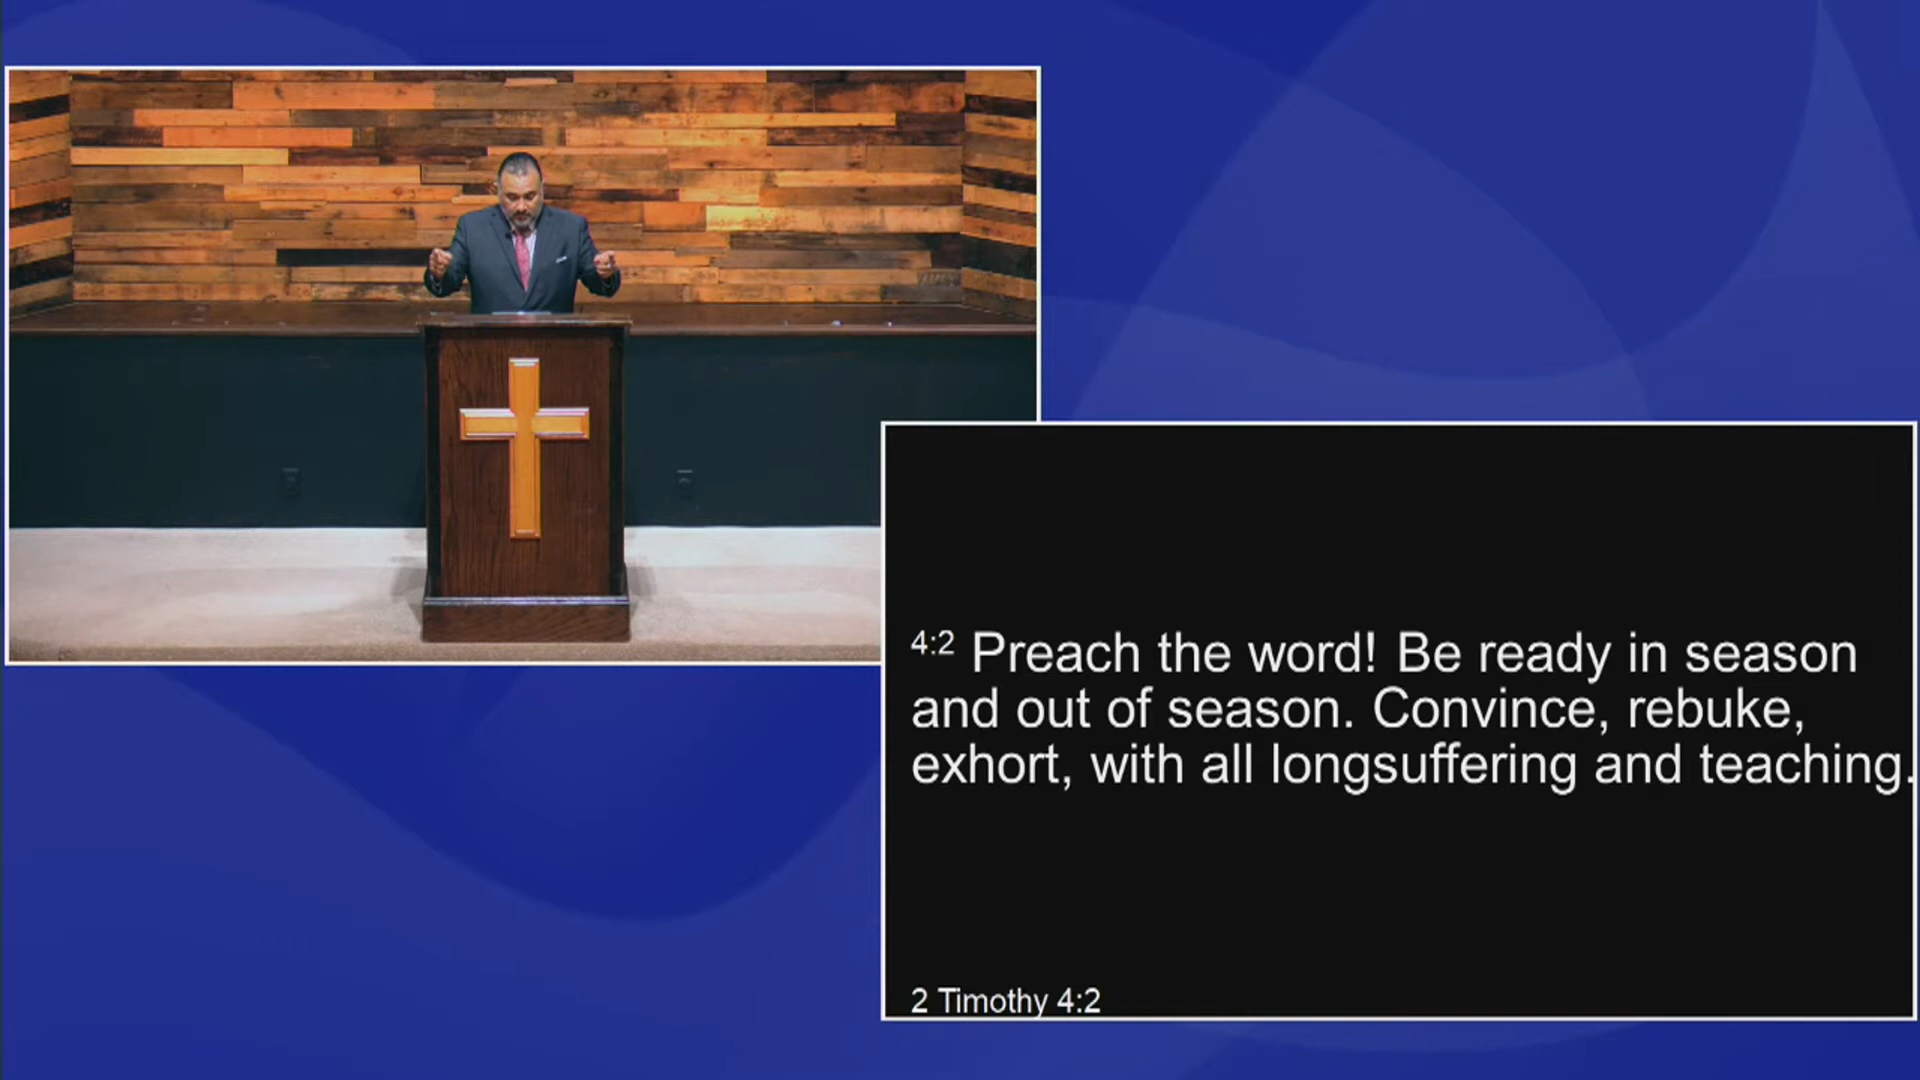 4:2 Preach the word! Be ready in season
and out of season. Convince, rebuke,
exhort, with all longsuffering and teaching.
2 Timothy 4:2